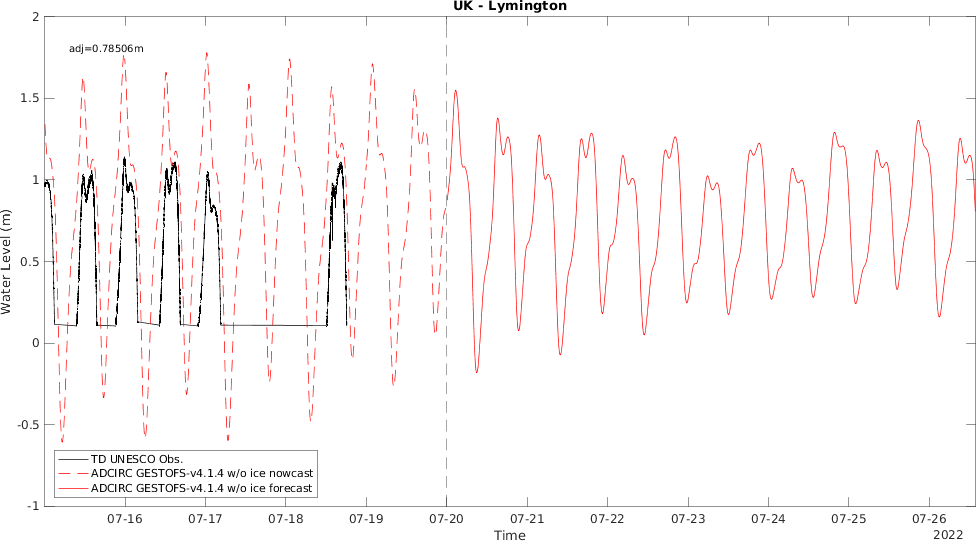 UK - Lymington
adj=0.78506m
Water Level (m)
2
1.5
1
0.5
0
-0.5
-1
TD UNESCO Obs.
ADCIRC GESTOFS-v4.1.4 w/o ice nowcast
ADCIRC GESTOFS-v4.1.4 w/o ice forecast
07-16 07-17 07-18 07-19 07-20 07-21 07-22 07-23 07-24 07-25 07-26
Time
2022